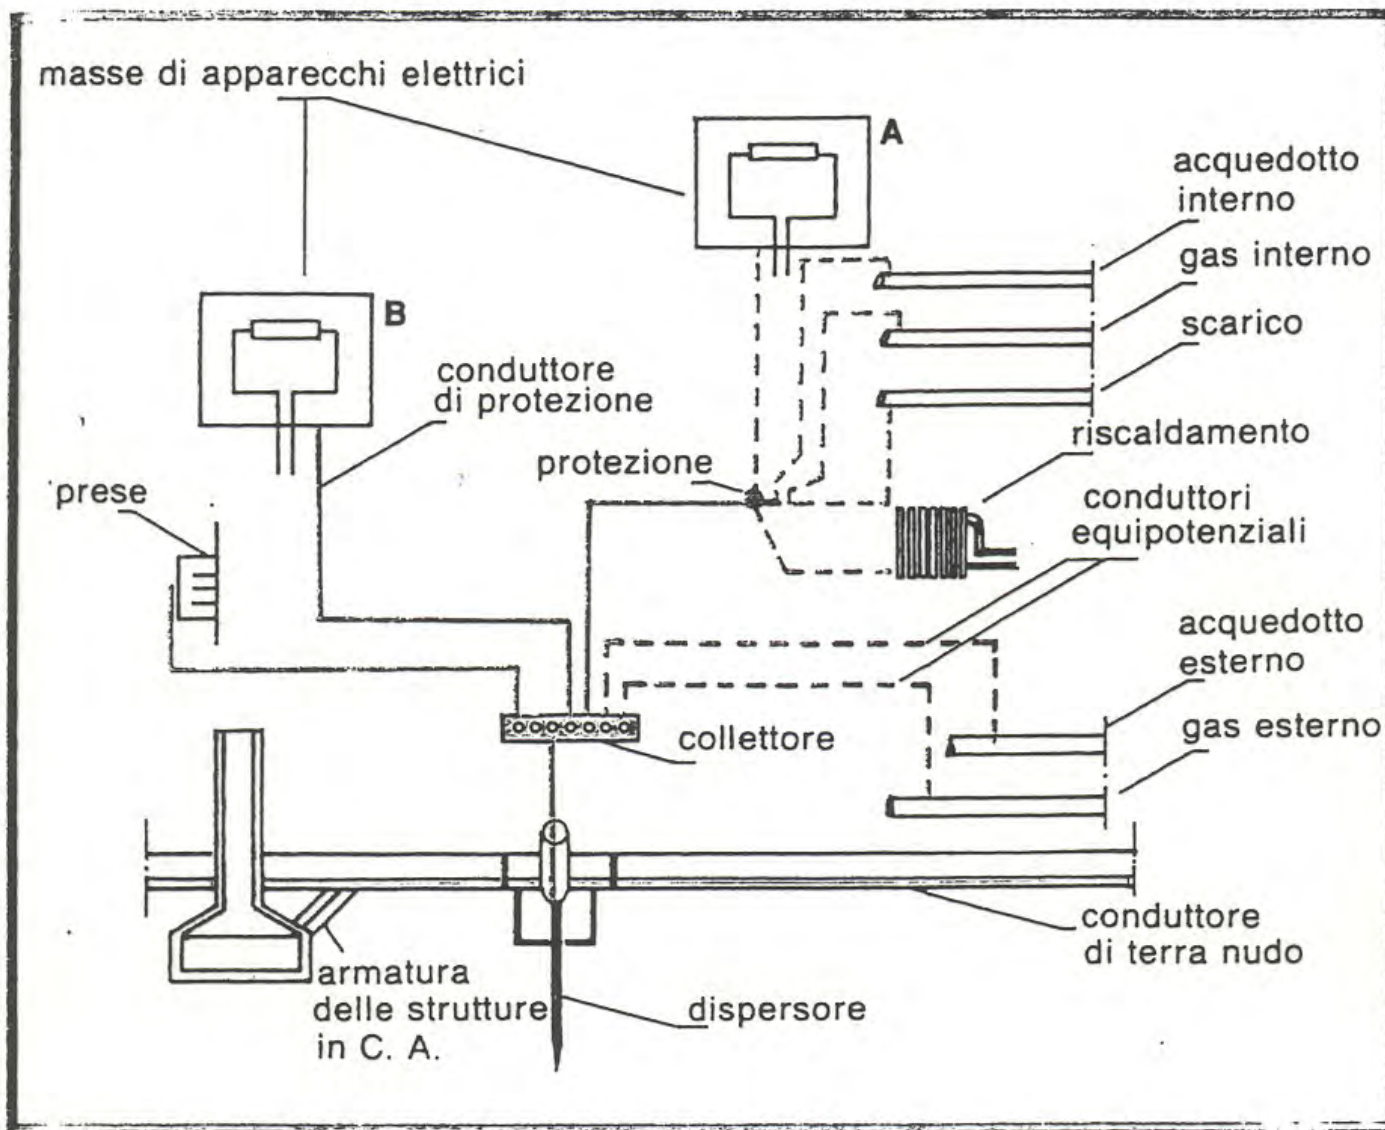 masse di apparecchi elettrici
A
acquedotto
interno
gas interno
B
scarico
conduttore
di protezione
riscaldamento
protezione
prese
conduttori
equipotenziali
acquedotto
esterno
gas esterno
collettore
conduttore
di terra nudo
armatura
delle strutture
in C. A.
dispersore